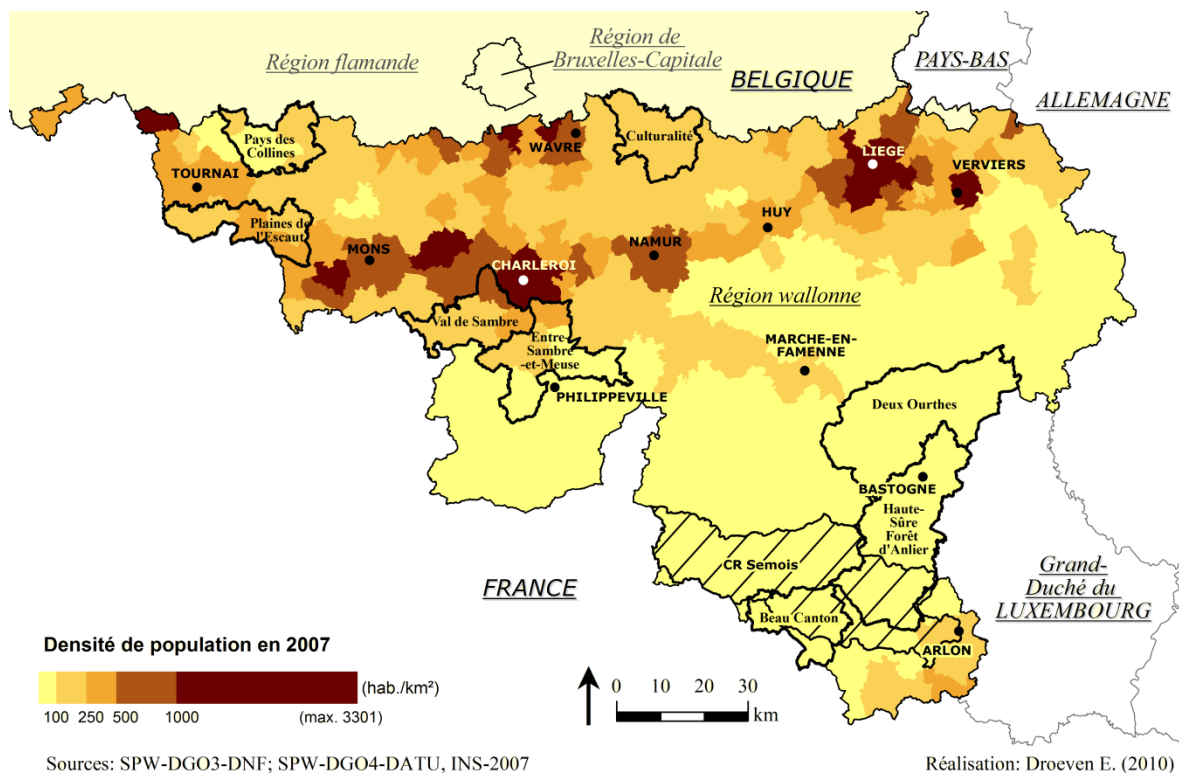 Région flamande
Région de
Bruxelles-Capitale
BELGIQUE
PAYS-BAS
ALLEMAGNE
Pays des
Collines
WAVRE
Culturalité
LIEGE
VERVIERS
TOURNAI
Plaines de
l'Escaut
HUY
MONS
NAMUR
CHARLEROI
Région wallonne
Val de Sambre
Entre-
Sambre
-et-Meuse
MARCHE-EN-
FAMENNE
PHILIPPEVILLE
Deux Ourthes
BASTOGNE
Haute-
Sûre
Forêt
d'Anlier
CR Semois
FRANCE
Grand-
Duché du
LUXEMBOURG
Beau Canton
ARLON
Densité de population en 2007
(hab./km²)
100 250 500 1000 (max. 3301)
0 10 20 30
km
Sources: SPW-DGO3-DNF; SPW-DGO4-DATU, INS-2007
Réalisation: Droeven E. (2010)